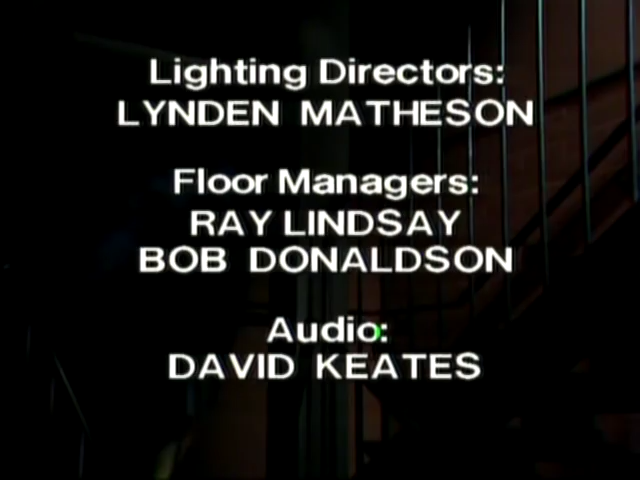 Lighting Directors:
LYNDEN MATHESON
Floor Managers:
RAY LINDSAY
BOB DONALDSON
Audio:
DAVID KEATES